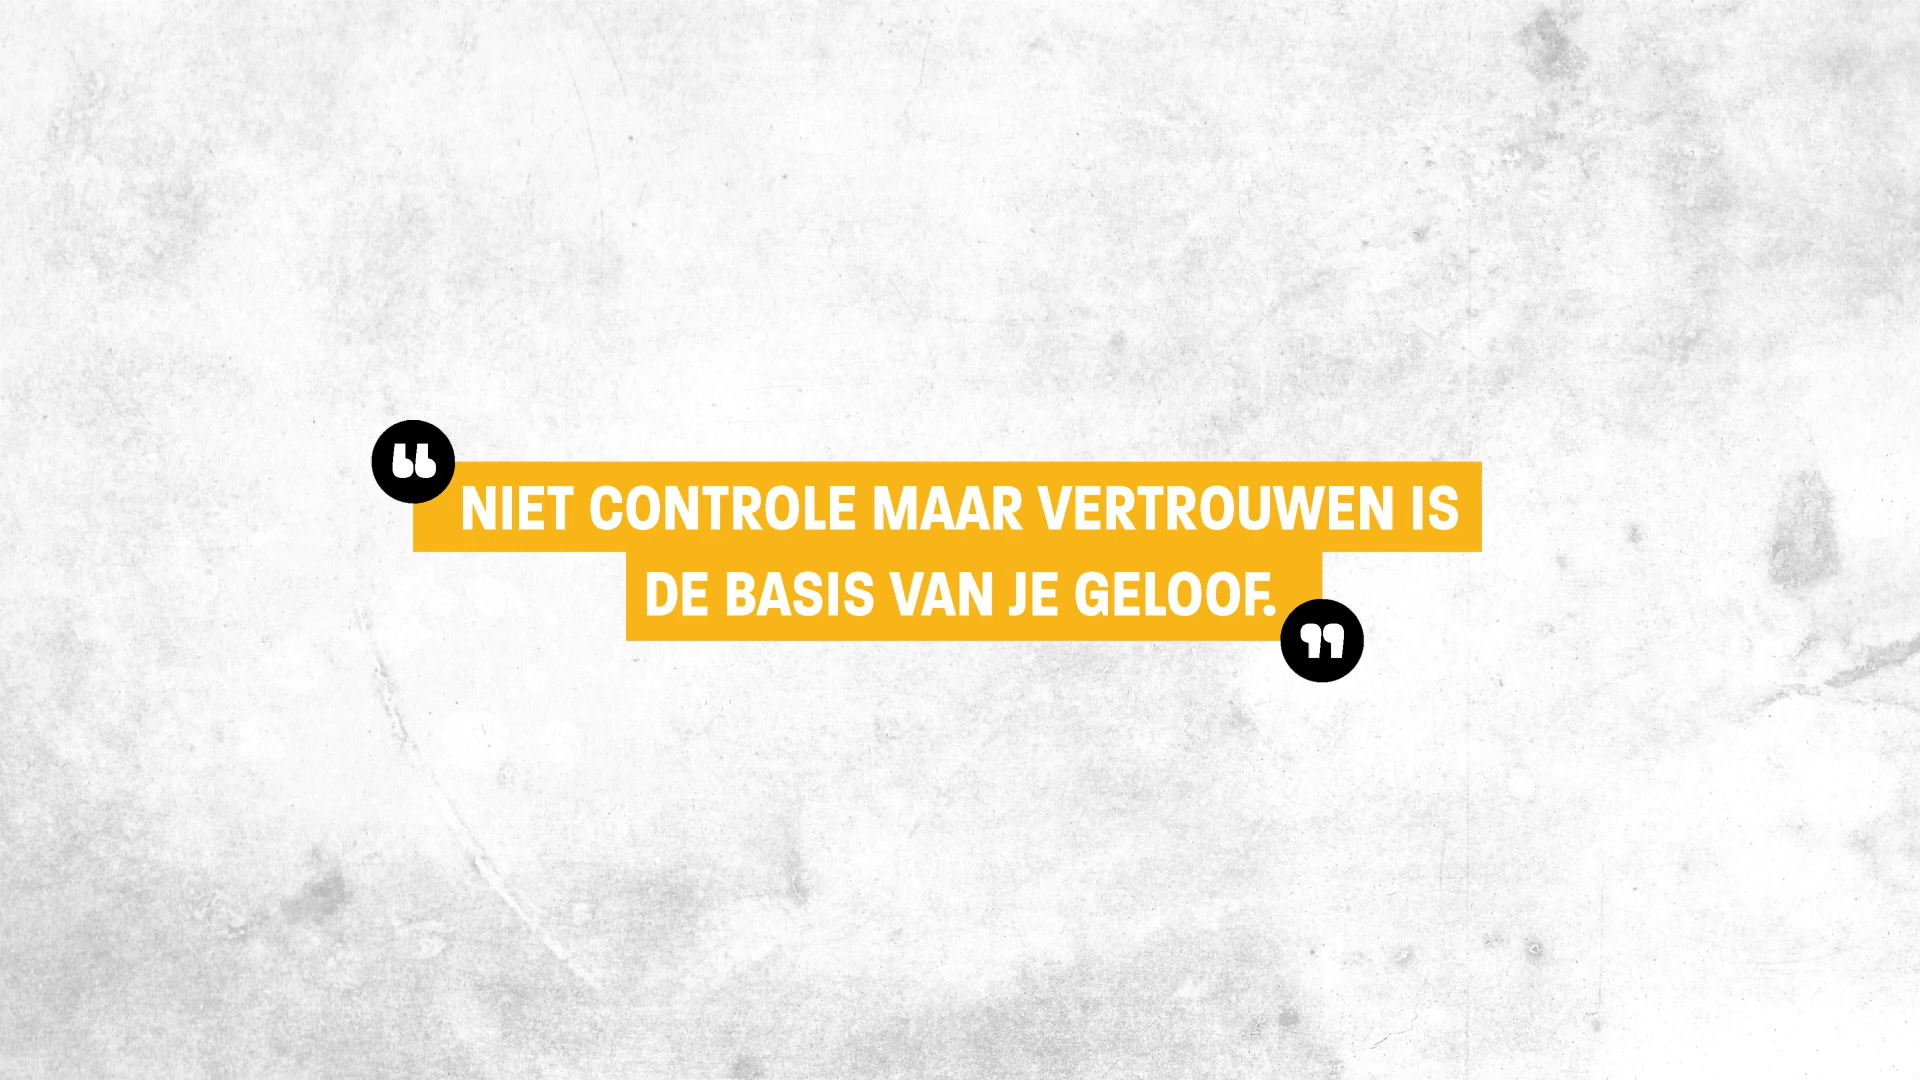 “NIET CONTROLE MAAR VERTROUWEN IS
DE BASIS VAN JE GELOOF.”